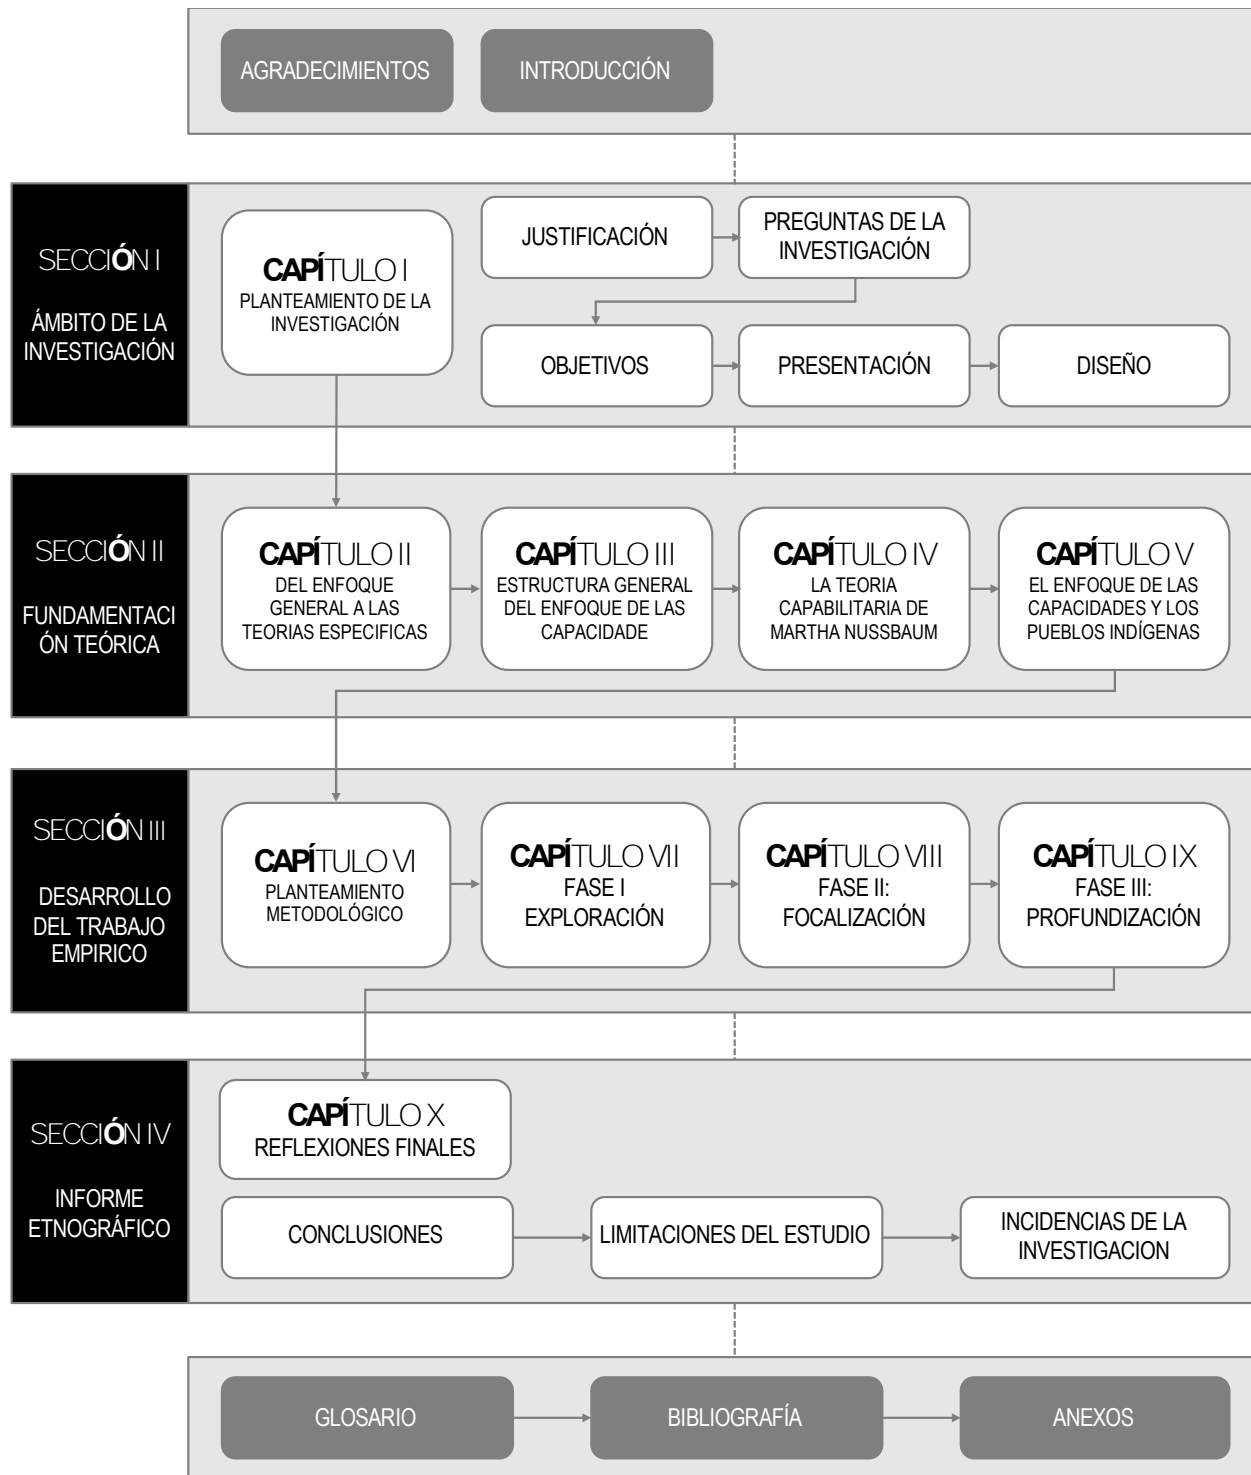 AGRADECIMIENTOS
INTRODUCCIÓN
SECCIÓN I
ÁMBITO DE LA
INVESTIGACIÓN
CAPÍTULO I
PLANTEAMIENTO DE LA
INVESTIGACIÓN
JUSTIFICACIÓN
PREGUNTAS DE LA
INVESTIGACIÓN
OBJETIVOS
PRESENTACIÓN
DISEÑO
SECCIÓN II
FUNDAMENTACI
ÓN TEÓRICA
CAPÍTULO II
DEL ENFOQUE
GENERAL A LAS
TEORIAS ESPECIFICAS
CAPÍTULO III
ESTRUCTURA GENERAL
DEL ENFOQUE DE LAS
CAPACIDADE
CAPÍTULO IV
LA TEORIA
CAPABILITARIA DE
MARTHA NUSSBAUM
CAPÍTULO V
EL ENFOQUE DE LAS
CAPACIDADES Y LOS
PUEBLOS INDÍGENAS
SECCIÓN III
DESARROLLO
DEL TRABAJO
EMPIRICO
CAPÍTULO VI
PLANTEAMIENTO
METODOLÓGICO
CAPÍTULO VII
FASE I
EXPLORACIÓN
CAPÍTULO VIII
FASE II:
FOCALIZACIÓN
CAPÍTULO IX
FASE III:
PROFUNDIZACIÓN
SECCIÓN IV
INFORME
ETNOGRÁFICO
CAPÍTULO X
REFLEXIONES FINALES
CONCLUSIONES
LIMITACIONES DEL ESTUDIO
INCIDENCIAS DE LA
INVESTIGACION
GLOSARIO
BIBLIOGRAFÍA
ANEXOS